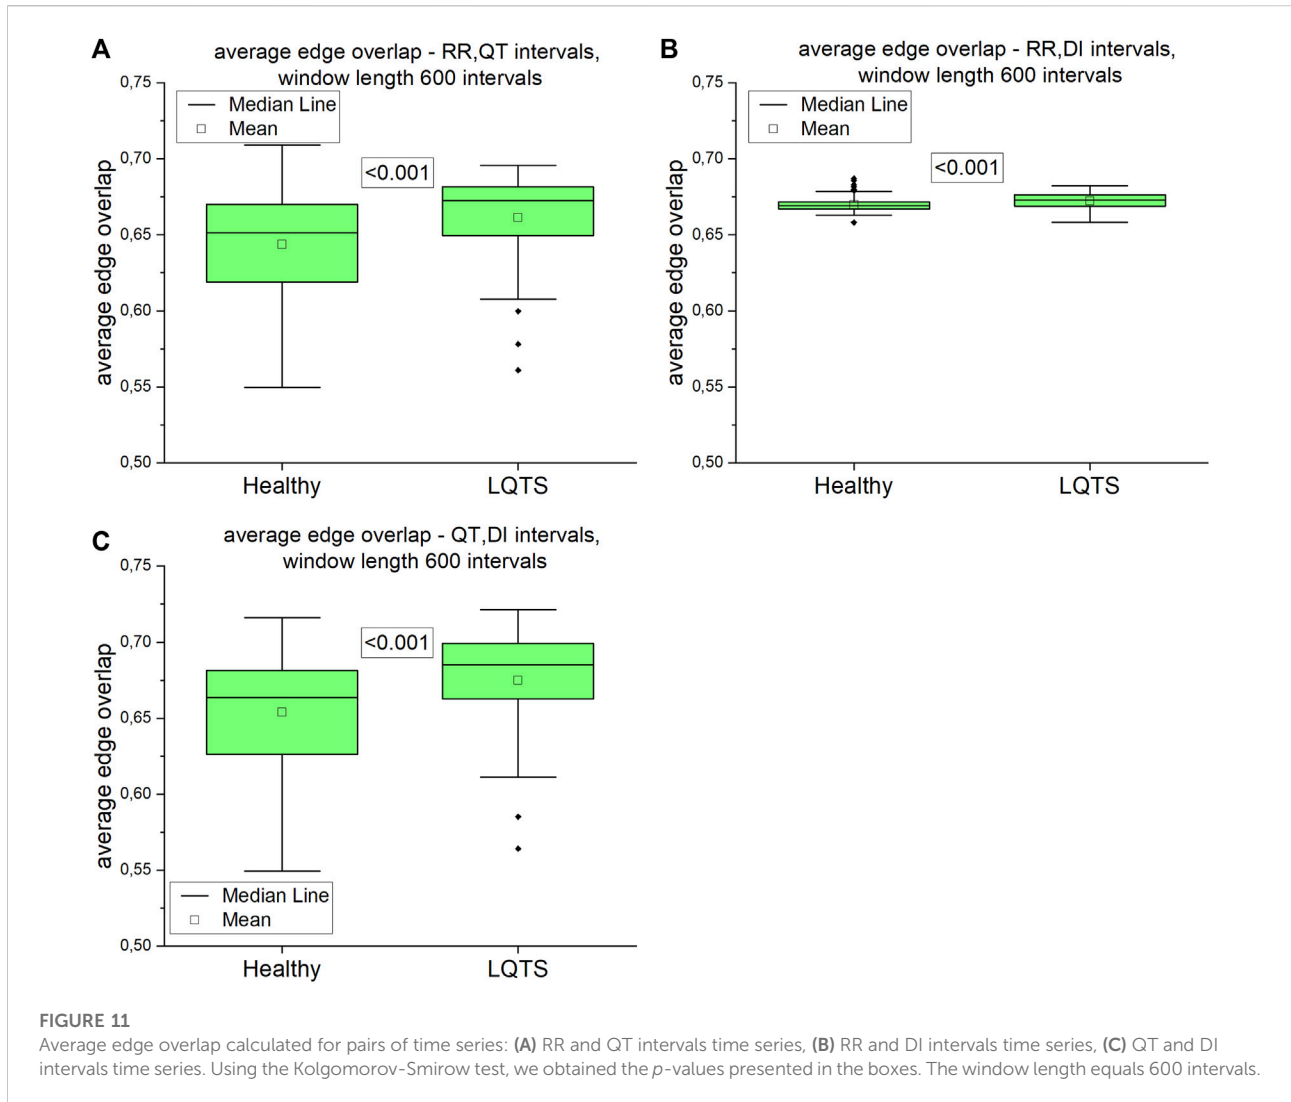 A
average edge overlap - RR,QT intervals,
window length 600 intervals
0,75
0,70
0,65
0,60
0,55
0,50
average edge overlap
Median Line
Mean
<0.001
Healthy
LQTS
B
average edge overlap - RR,DI intervals,
window length 600 intervals
0,75
0,70
0,65
0,60
0,55
0,50
average edge overlap
Median Line
Mean
<0.001
Healthy
LQTS
C
average edge overlap - QT,DI intervals,
window length 600 intervals
0,75
0,70
0,65
0,60
0,55
0,50
average edge overlap
<0.001
Median Line
Mean
Healthy
LQTS
FIGURE 11
Average edge overlap calculated for pairs of time series: (A) RR and QT intervals time series, (B) RR and DI intervals time series, (C) QT and DI
intervals time series. Using the Kolgomorov-Smirow test, we obtained the p-values presented in the boxes. The window length equals 600 intervals.